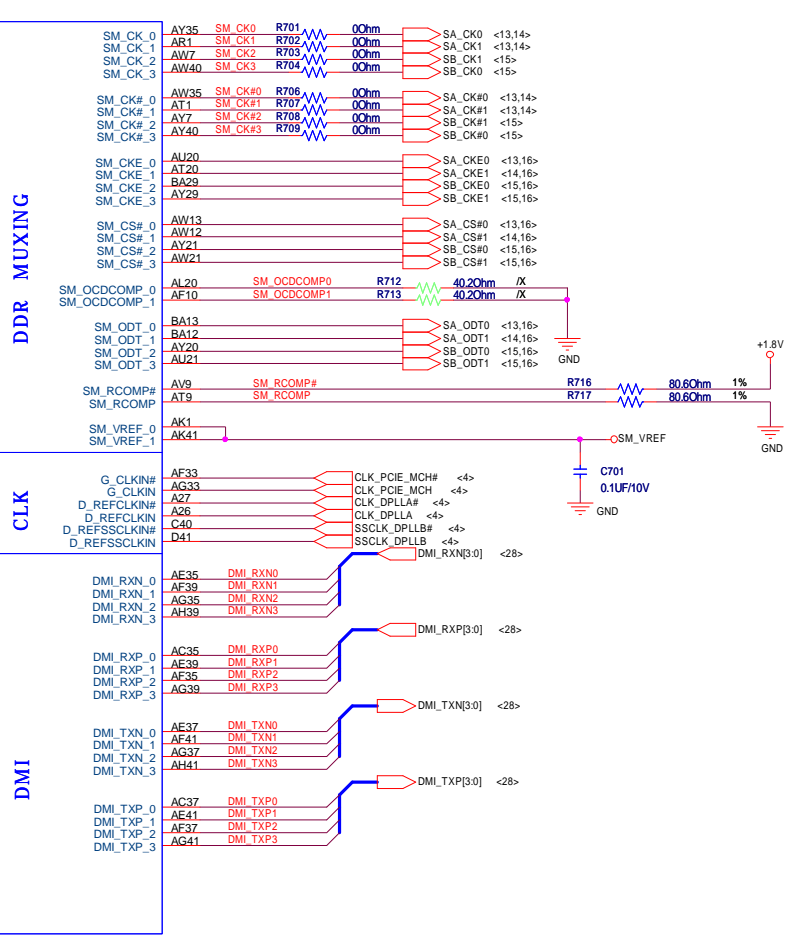 DDR MUXING
SM_CK_0 AY35 SM_CK0 R701 0Ohm SA_CK0 <13,14>
SM_CK_1 AR1 SM_CK1 R702 0Ohm SA_CK1 <13,14>
SM_CK_2 AW7 SM_CK2 R703 0Ohm SB_CK1 <15>
SM_CK_3 AW40 SM_CK3 R704 0Ohm SB_CK0 <15>
SM_CK#_0 AW35 SM_CK#0 R706 0Ohm SA_CK#0 <13,14>
SM_CK#_1 AT1 SM_CK#1 R707 0Ohm SA_CK#1 <13,14>
SM_CK#_2 AY7 SM_CK#2 R708 0Ohm SB_CK#1 <15>
SM_CK#_3 AY40 SM_CK#3 R709 0Ohm SB_CK#0 <15>
SM_CKE_0 AU20 SA_CKE0 <13,16>
SM_CKE_1 AT20 SA_CKE1 <14,16>
SM_CKE_2 BA29 SB_CKE0 <15,16>
SM_CKE_3 AY29 SB_CKE1 <15,16>
SM_CS#_0 AW13 SA_CS#0 <13,16>
SM_CS#_1 AW12 SA_CS#1 <14,16>
SM_CS#_2 AY21 SB_CS#0 <15,16>
SM_CS#_3 AW21 SB_CS#1 <15,16>
SM_OCDCOMP_0 AL20 SM_OCDCOMP0 R712 40.2Ohm /X
SM_OCDCOMP_1 AF10 SM_OCDCOMP1 R713 40.2Ohm /X
GND
SM_ODT_0 BA13 SA_ODT0 <13,16>
SM_ODT_1 BA12 SA_ODT1 <14,16>
SM_ODT_2 AY20 SB_ODT0 <15,16>
SM_ODT_3 AU21 SB_ODT1 <15,16>
+1.8V
SM_RCOMP# AV9 SM_RCOMP# R716 80.6Ohm 1%
SM_RCOMP AT9 SM_RCOMP R717 80.6Ohm 1%
GND
SM_VREF_0 AK1
SM_VREF_1 AK41 SM_VREF
C701
0.1UF/10V
GND
CLK
G_CLKIN# AF33 CLK_PCIE_MCH# <4>
G_CLKIN AG33 CLK_PCIE_MCH <4>
D_REFCLKIN# A27 CLK_DPLLA# <4>
D_REFCLKIN A26 CLK_DPLLA <4>
D_REFSSCLKIN# C40 SSCLK_DPLLB# <4>
D_REFSSCLKIN D41 SSCLK_DPLLB <4>
DMI
DMI_RXN[3:0] <28>
DMI_RXN_0 AE35 DMI_RXN0
DMI_RXN_1 AF39 DMI_RXN1
DMI_RXN_2 AG35 DMI_RXN2
DMI_RXN_3 AH39 DMI_RXN3
DMI_RXP[3:0] <28>
DMI_RXP_0 AC35 DMI_RXP0
DMI_RXP_1 AE39 DMI_RXP1
DMI_RXP_2 AF35 DMI_RXP2
DMI_RXP_3 AG39 DMI_RXP3
DMI_TXN[3:0] <28>
DMI_TXN_0 AE37 DMI_TXN0
DMI_TXN_1 AF41 DMI_TXN1
DMI_TXN_2 AG37 DMI_TXN2
DMI_TXN_3 AH41 DMI_TXN3
DMI_TXP[3:0] <28>
DMI_TXP_0 AC37 DMI_TXP0
DMI_TXP_1 AE41 DMI_TXP1
DMI_TXP_2 AF37 DMI_TXP2
DMI_TXP_3 AG41 DMI_TXP3